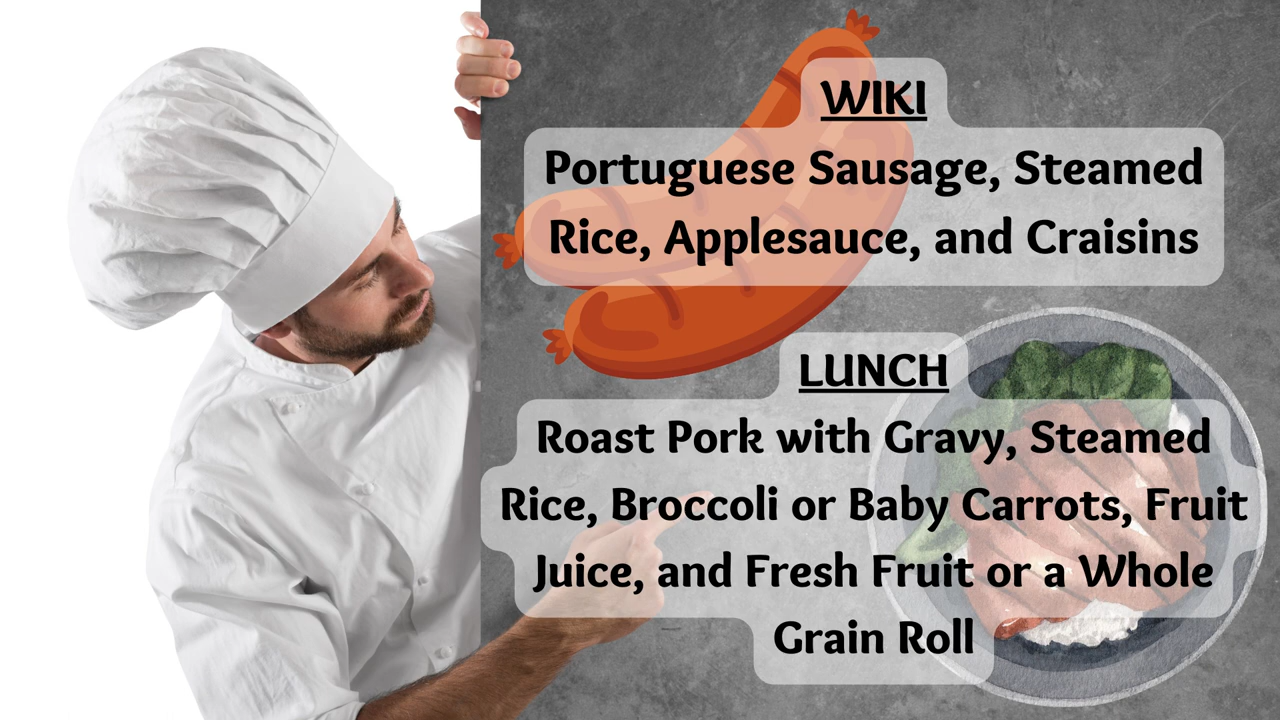 WIKI
Portuguese Sausage, Steamed
Rice, Applesauce, and Craisins
LUNCH
Roast Pork with Gravy, Steamed
Rice, Broccoli or Baby Carrots, Fruit
Juice, and Fresh Fruit or a Whole
Grain Roll